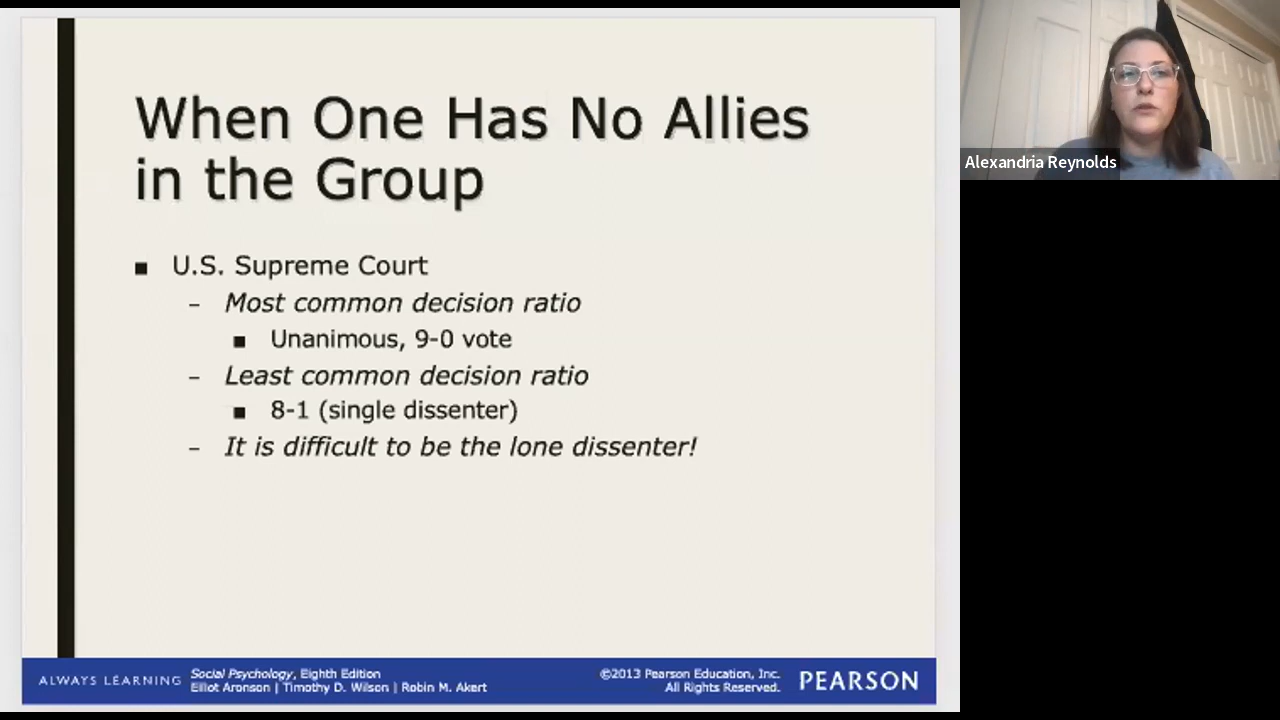 When One Has No Allies
in the Group
■ U.S. Supreme Court
– Most common decision ratio
■ Unanimous, 9-0 vote
– Least common decision ratio
■ 8-1 (single dissenter)
– It is difficult to be the lone dissenter!
ALWAYS LEARNING
Social Psychology, Eighth Edition
Elliot Aronson | Timothy D. Wilson | Robin M. Akert
©2013 Pearson Education, Inc.
All Rights Reserved.
PEARSON
Alexandria Reynolds